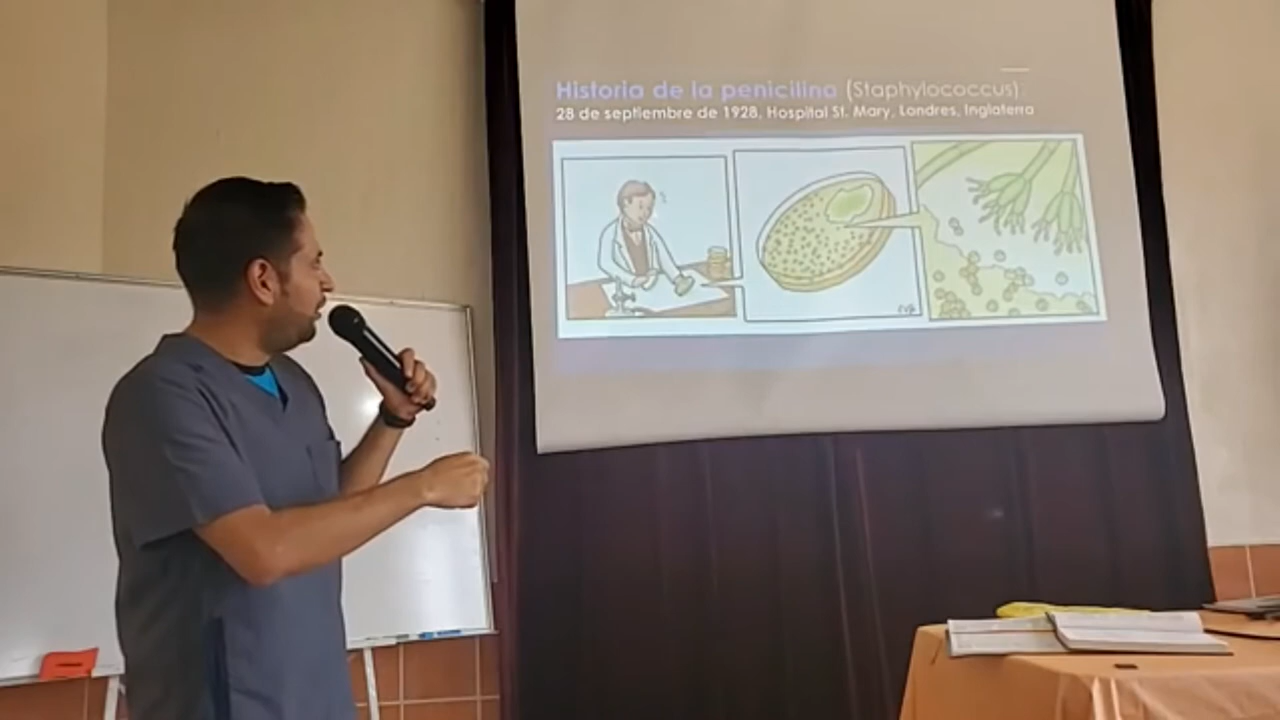 Historia de la penicilina (Staphylococcus).
28 de septiembre de 1928, Hospital St. Mary, Londres, Inglaterra